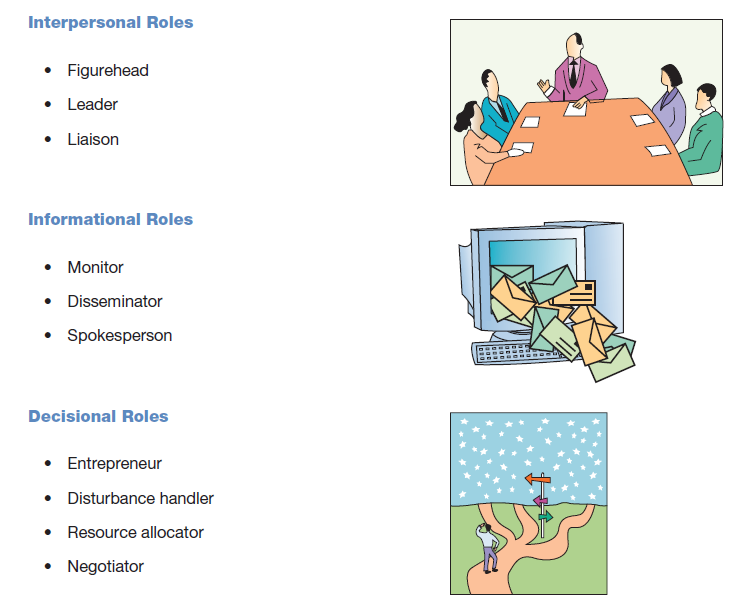 Interpersonal Roles
• Figurehead
• Leader
• Liaison
Informational Roles
• Monitor
• Disseminator
• Spokesperson
Decisional Roles
• Entrepreneur
• Disturbance handler
• Resource allocator
• Negotiator